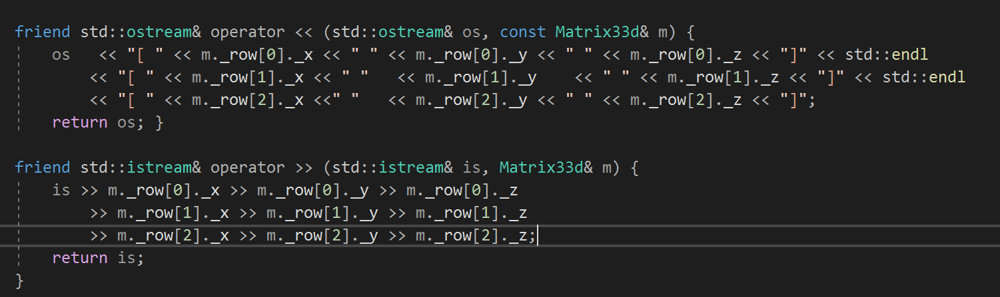 friend std::ostream& operator << (std::ostream& os, const Matrix33d& m) {
    os   << "[ " << m._row[0]._x << " " << m._row[0]._y << " " << m._row[0]._z << "]" << std::endl
        << "[ " << m._row[1]._x << " "   << m._row[1]._y    << " " << m._row[1]._z << "]" << std::endl
        << "[ " << m._row[2]._x <<" "   << m._row[2]._y << " " << m._row[2]._z << "]";
    return os; }
friend std::istream& operator >> (std::istream& is, Matrix33d& m) {
    is >> m._row[0]._x >> m._row[0]._y >> m._row[0]._z
        >> m._row[1]._x >> m._row[1]._y >> m._row[1]._z
        >> m._row[2]._x >> m._row[2]._y >> m._row[2]._z;
    return is;
}